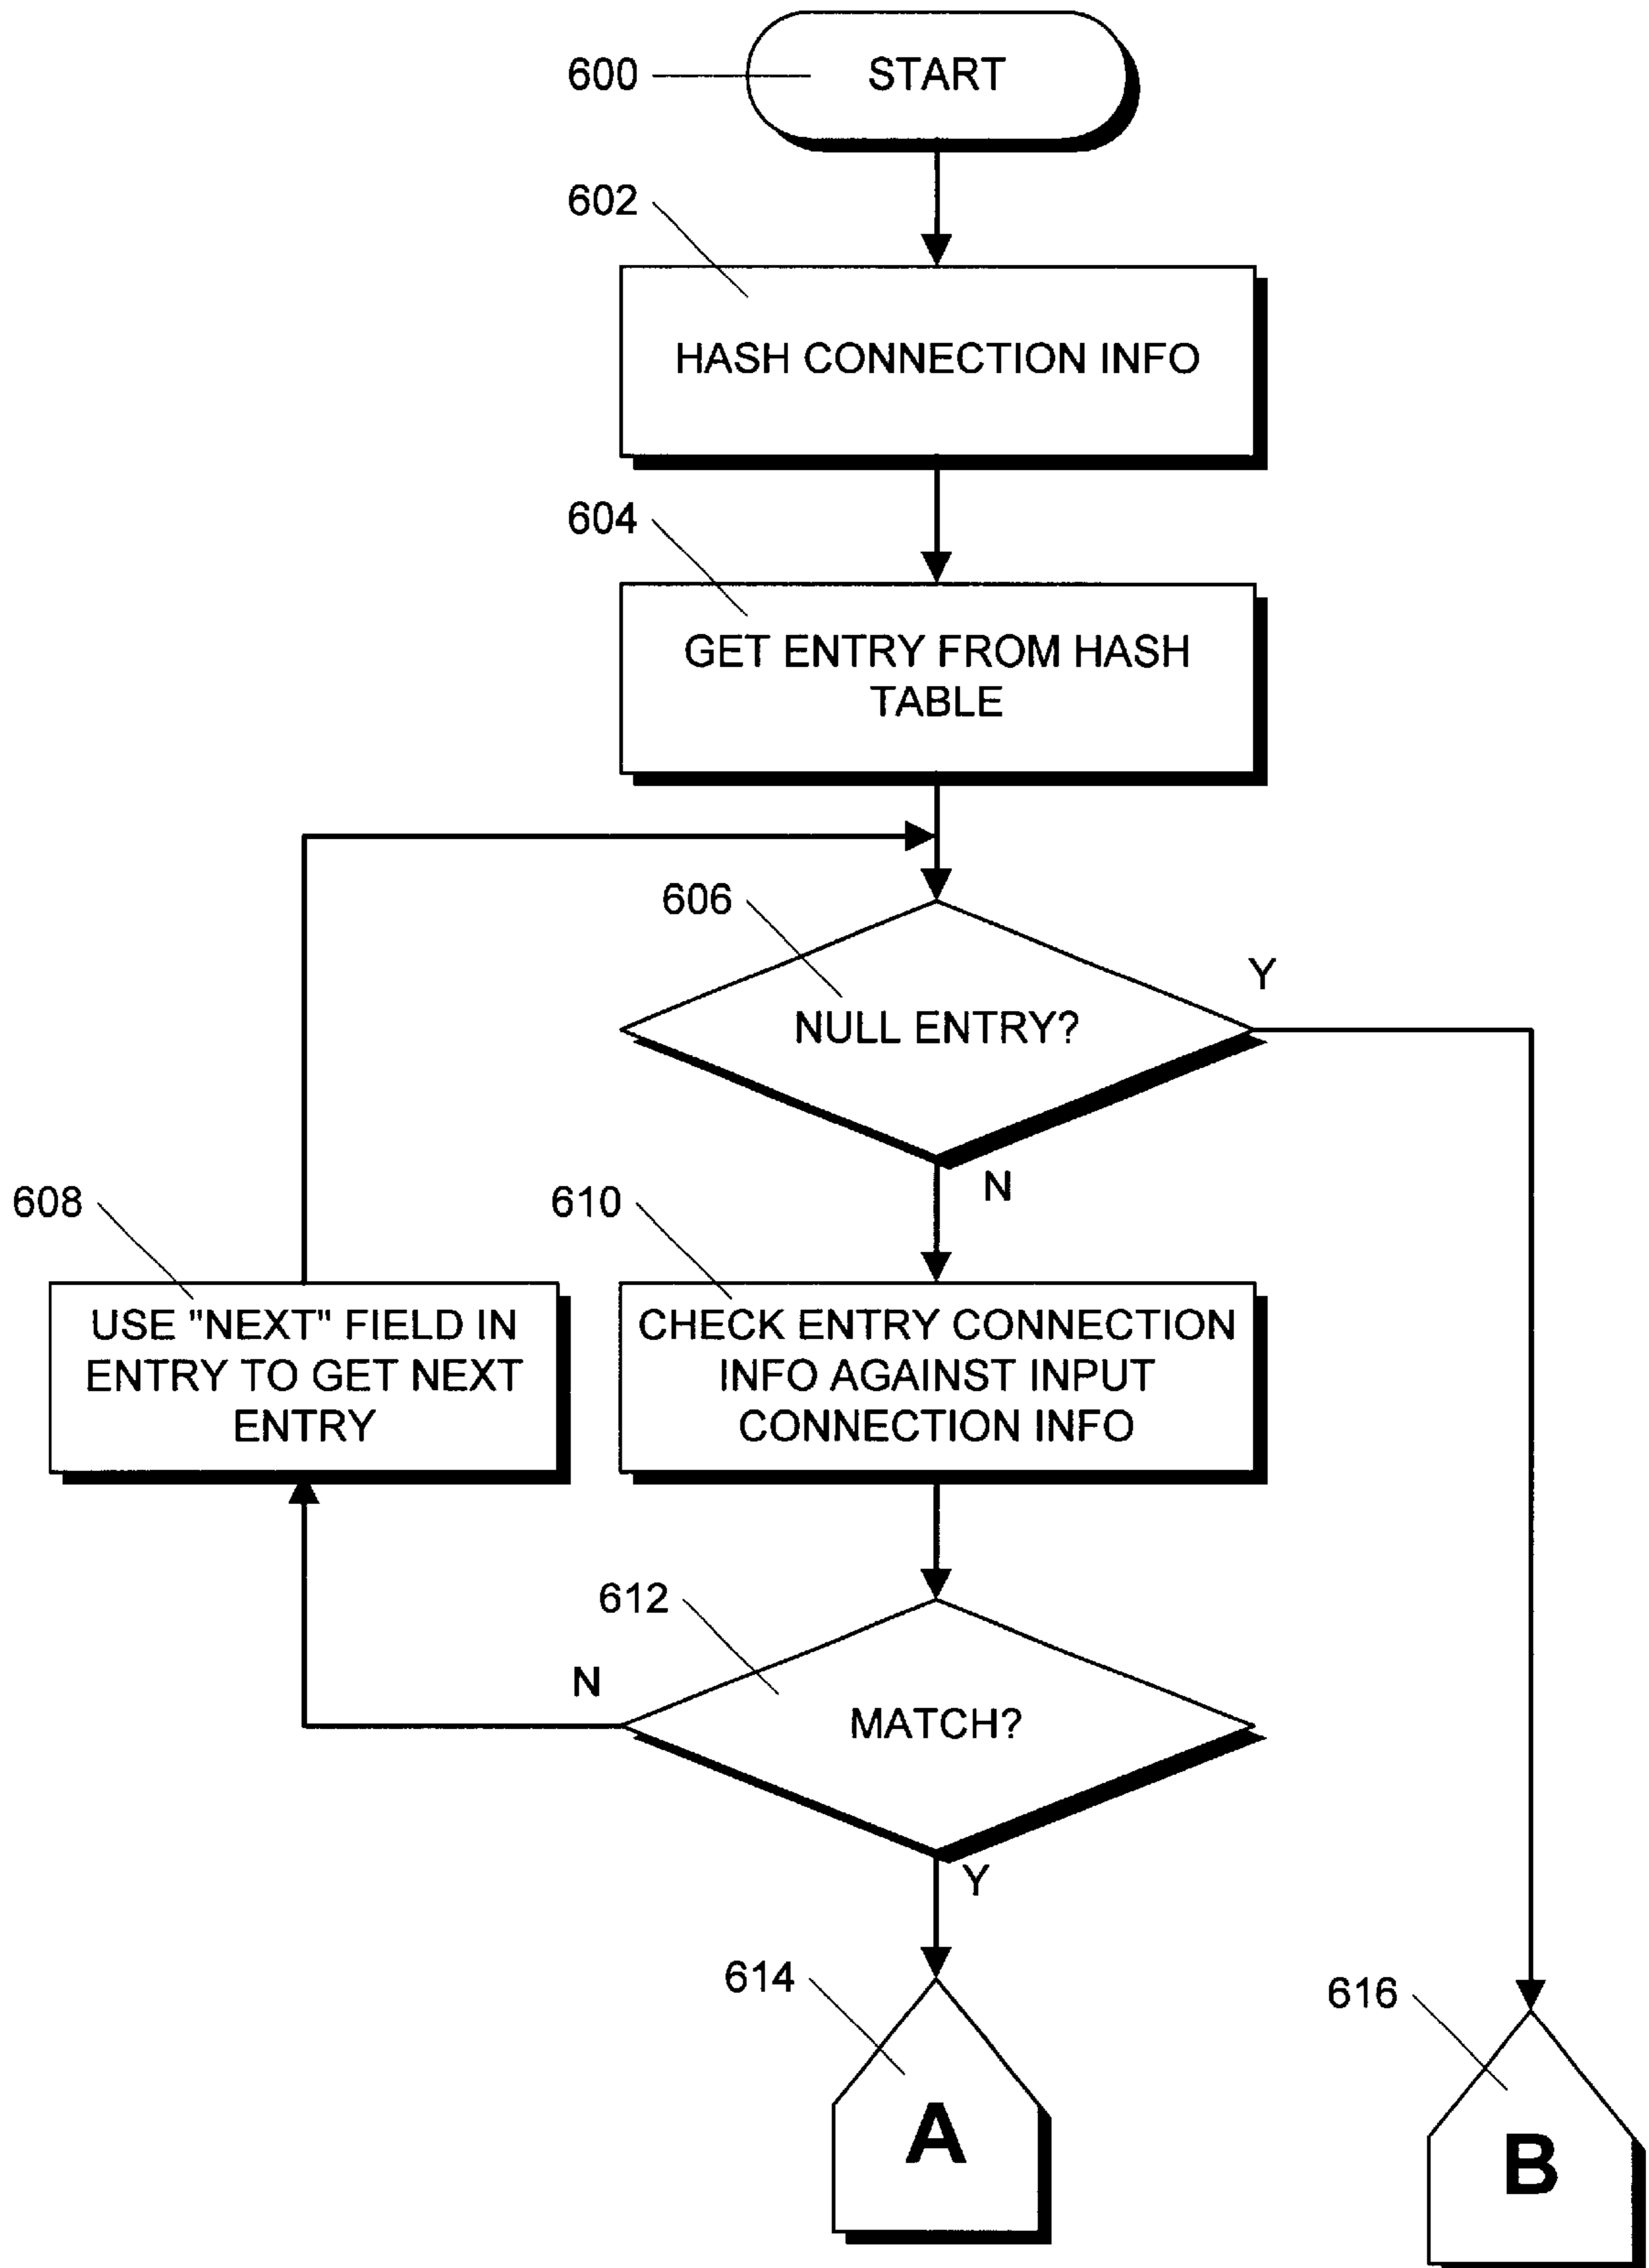 600
START
602
HASH CONNECTION INFO
604
GET ENTRY FROM HASH
TABLE
606
Y
NULL ENTRY?
N
608
610
USE "NEXT" FIELD IN
ENTRY TO GET NEXT
ENTRY
CHECK ENTRY CONNECTION
INFO AGAINST INPUT
CONNECTION INFO
612
N
MATCH?
Y
614
616
A
B